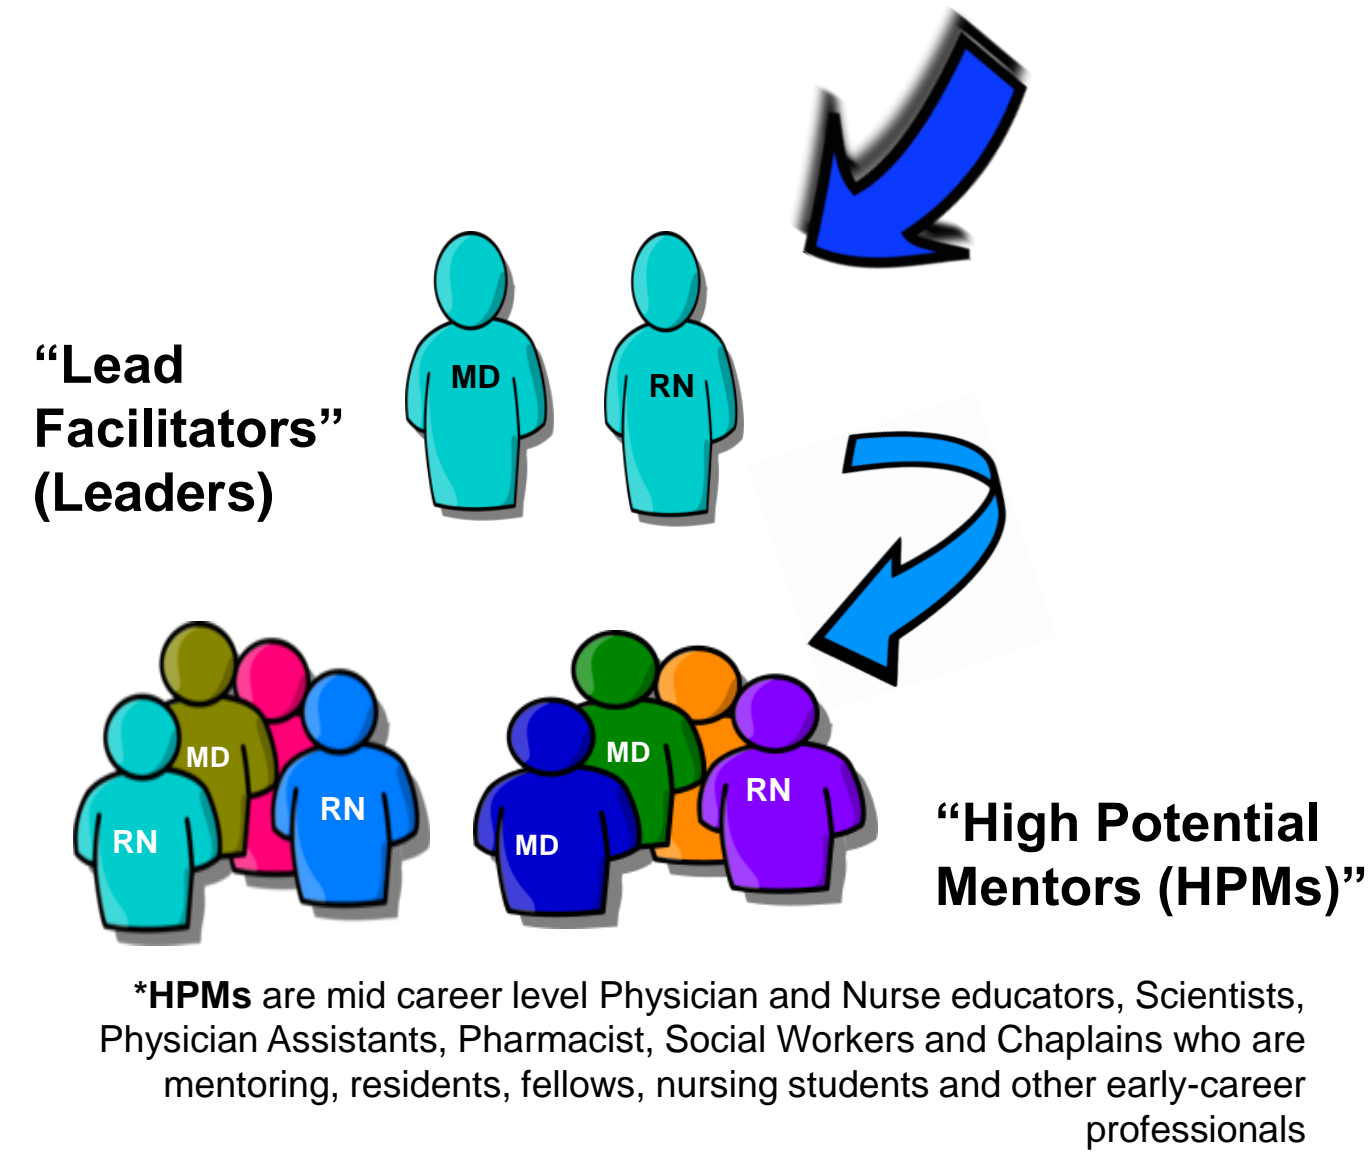 MD
RN
“Lead
Facilitators”
(Leaders)
MD
RN
RN
MD
RN
MD
“High Potential
Mentors (HPMs)”
*HPMs are mid career level Physician and Nurse educators, Scientists,
Physician Assistants, Pharmacist, Social Workers and Chaplains who are
mentoring, residents, fellows, nursing students and other early-career
professionals